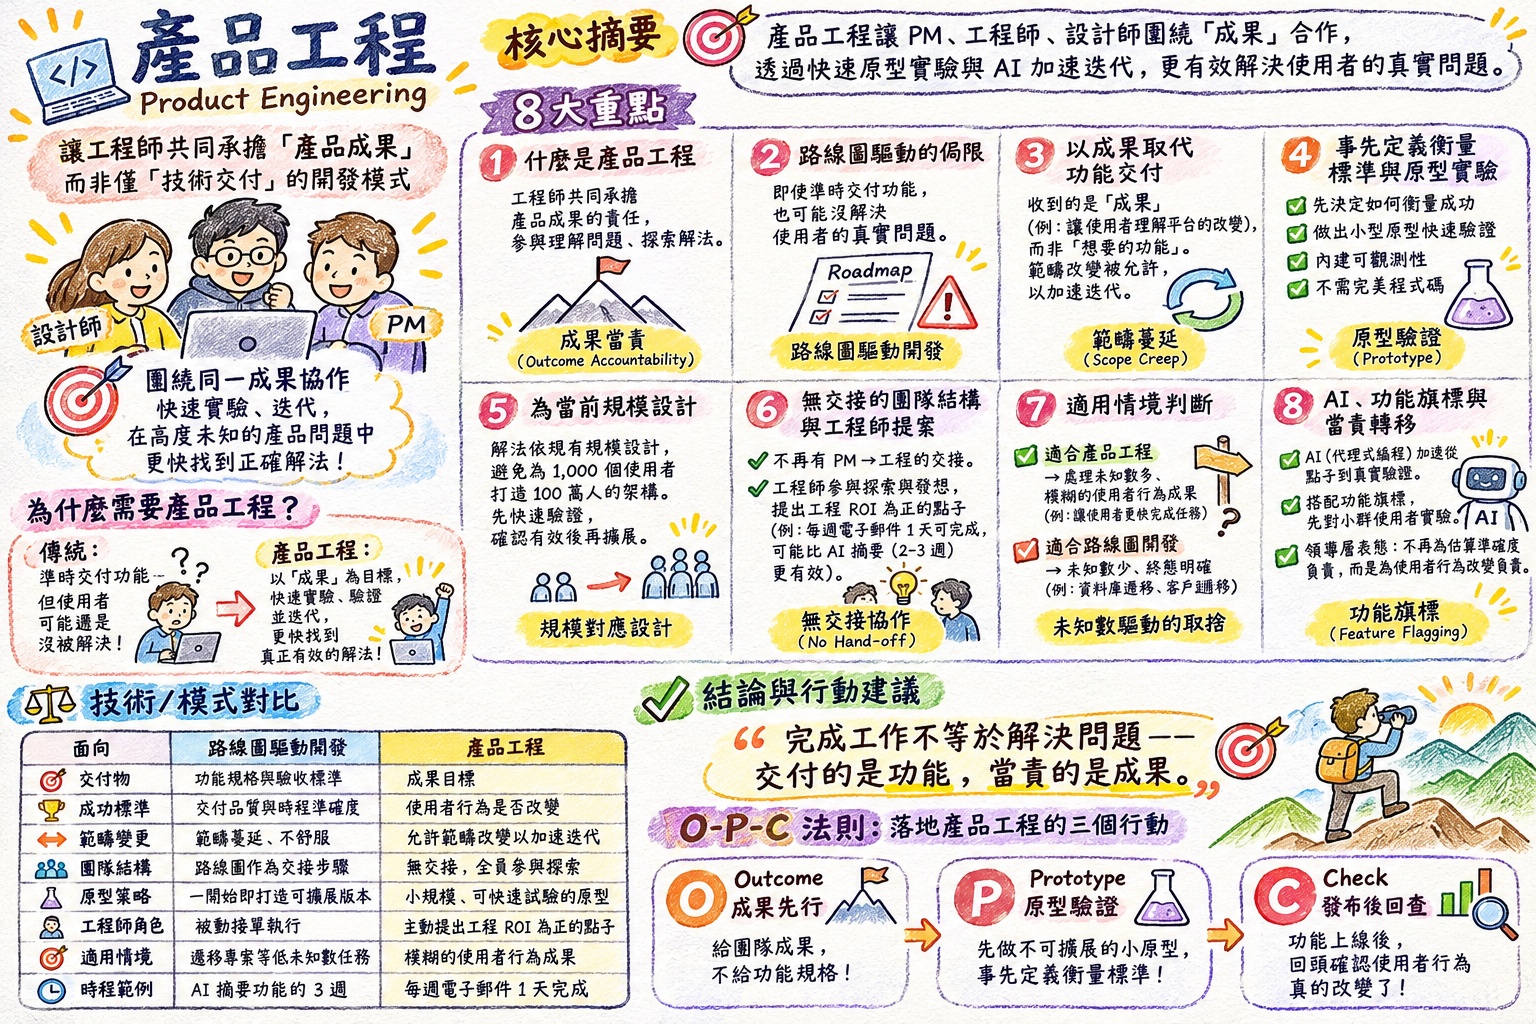 </>
產品工程
Product Engineering
讓工程師共同承擔「產品成果」
而非僅「技術交付」的開發模式
設計師
PM
圍繞同一成果協作
快速實驗、迭代，
在高度未知的產品問題中
更快找到正確解法！
為什麼需要產品工程？
傳統：
準時交付功能…
但使用者
可能還是
沒被解決！
??
產品工程：
以「成果」為目標，
快速實驗、驗證
並迭代，
更快找到
真正有效的解法！
核心摘要
產品工程讓 PM、工程師、設計師圍繞「成果」合作，
透過快速原型實驗與 AI 加速迭代，更有效解決使用者的真實問題。
8大重點
1 什麼是產品工程
工程師共同承擔
產品成果的責任，
參與理解問題、探索解法。
成果當責
(Outcome Accountability)
2 路線圖驅動的侷限
即使準時交付功能，
也可能沒解決
使用者的真實問題。
Roadmap
!
路線圖驅動開發
3 以成果取代
功能交付
收到的是「成果」
(例：讓使用者理解平台的改變)，
而非「想要的功能」。
範疇改變被允許，
以加速迭代。
範疇蔓延
(Scope Creep)
4 事先定義衡量
標準與原型實驗
先決定如何衡量成功
做出小型原型快速驗證
內建可觀測性
不需完美程式碼
原型驗證
(Prototype)
5 為當前規模設計
解法依規有規模設計，
避免為 1,000 個使用者
打造 100 萬人的架構。
先快速驗證，
確認有效後再擴展。
規模對應設計
6 無交接的團隊結構
與工程師提案
不再有 PM→工程的交接。
工程師參與探索與發想，
提出工程 ROI 為正的點子
(例：每週電子郵件 1 天可完成，
可能比 AI 摘要 (2-3 週)
更有效)。
無交接協作
(No Hand-off)
7 適用情境判斷
適合產品工程
→ 處理未知數多、
模糊的使用者行為成果
(例：讓使用者更快完成任務)
?
適合路線圖開發
→ 未知數少、終態明確
(例：資料庫遷移、客戶遷移)
未知數驅動的取捨
8 AI、功能旗標與
當責轉移
AI (代理式編程) 加速從
點子到真實驗證。
搭配功能旗標，
先對小群使用者實驗。
AI
領導層表態：不再為估算準確度
負責，而是為使用者行為改變負責。
功能旗標
(Feature Flagging)
技術/模式對比
面向 路線圖驅動開發 產品工程
交付物 功能規格與驗收標準 成果目標
成功標準 交付品質與時程準確度 使用者行為是否改變
範疇變更 範疇蔓延、不舒服 允許範疇改變以加速迭代
團隊結構 路線圖作為交接步驟 無交接，全員參與探索
原型策略 一開始即打造可擴展版本 小規模、可快速試驗的原型
工程師角色 被動接單執行 主動提出工程 ROI 為正的點子
適用情境 遷移專案等低未知數任務 模糊的使用者行為成果
時程範例 AI 摘要功能的 3 週 每週電子郵件 1 天完成
結論與行動建議
“ 完成工作不等於解決問題——
交付的是功能，當責的是成果。”
O-P-C 法則：落地產品工程的三個行動
O Outcome
成果先行
給團隊成果，
不給功能規格！
P Prototype
原型驗證
先做不可擴展的小原型，
事先定義衡量標準！
C Check
發布後回查
功能上線後，
回頭確認使用者行為
真的改變了！